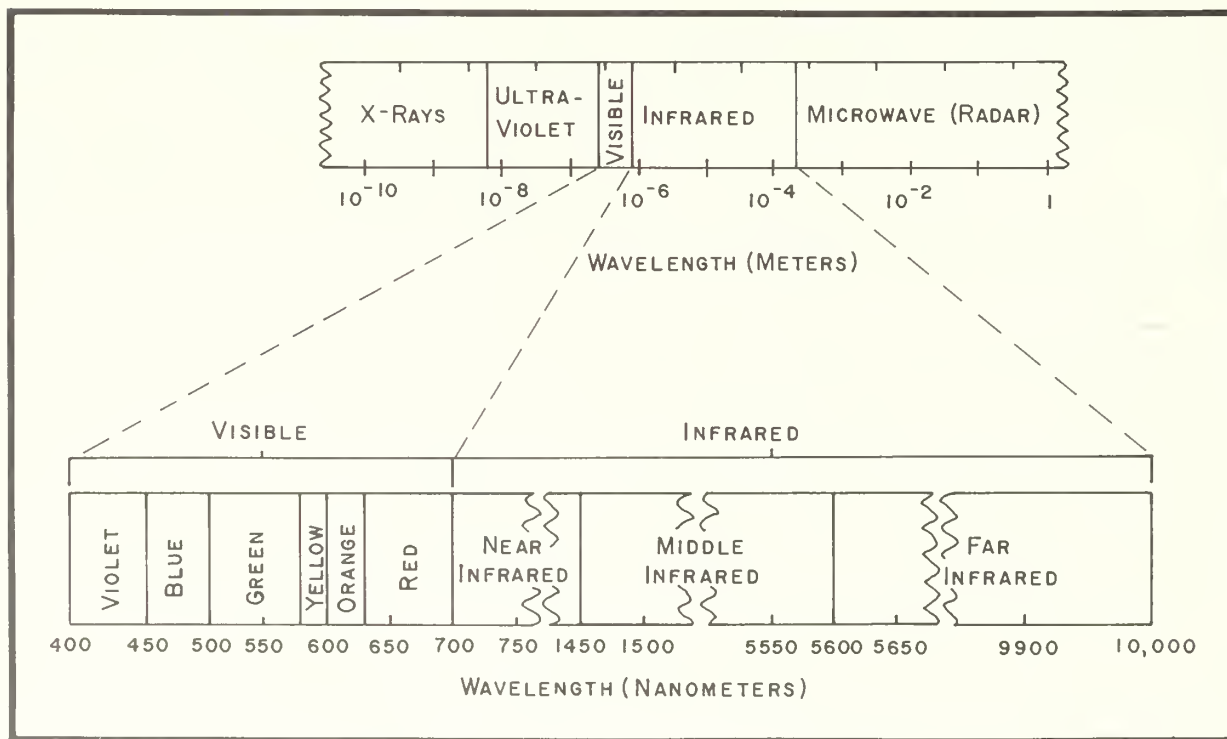 X-RAYS ULTRA-VIOLET VISIBLE INFRARED MICROWAVE (RADAR)
10⁻¹⁰ 10⁻⁸ 10⁻⁶ 10⁻⁴ 10⁻² 1
WAVELENGTH (METERS)
VISIBLE INFRARED
VIOLET BLUE GREEN YELLOW ORANGE RED NEAR INFRARED MIDDLE INFRARED FAR INFRARED
400 450 500 550 600 650 700 750 1450 1500 5550 5600 5650 9900 10,000
WAVELENGTH (NANOMETERS)